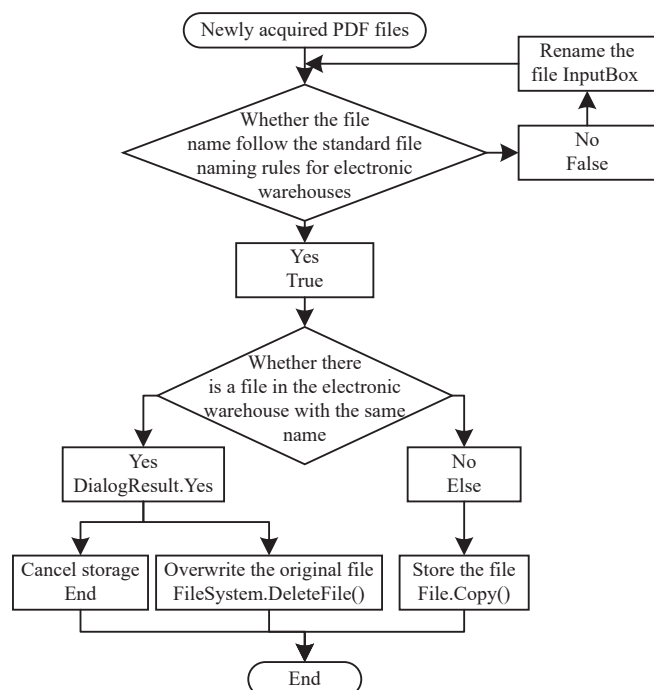 Newly acquired PDF files
Rename the
file InputBox
Whether the file
name follow the standard file
naming rules for electronic
warehouses
No
False
Yes
True
Whether there
is a file in the electronic
warehouse with the same
name
Yes
DialogResult.Yes
No
Else
Cancel storage
End
Overwrite the original file
FileSystem.DeleteFile()
Store the file
File.Copy()
End